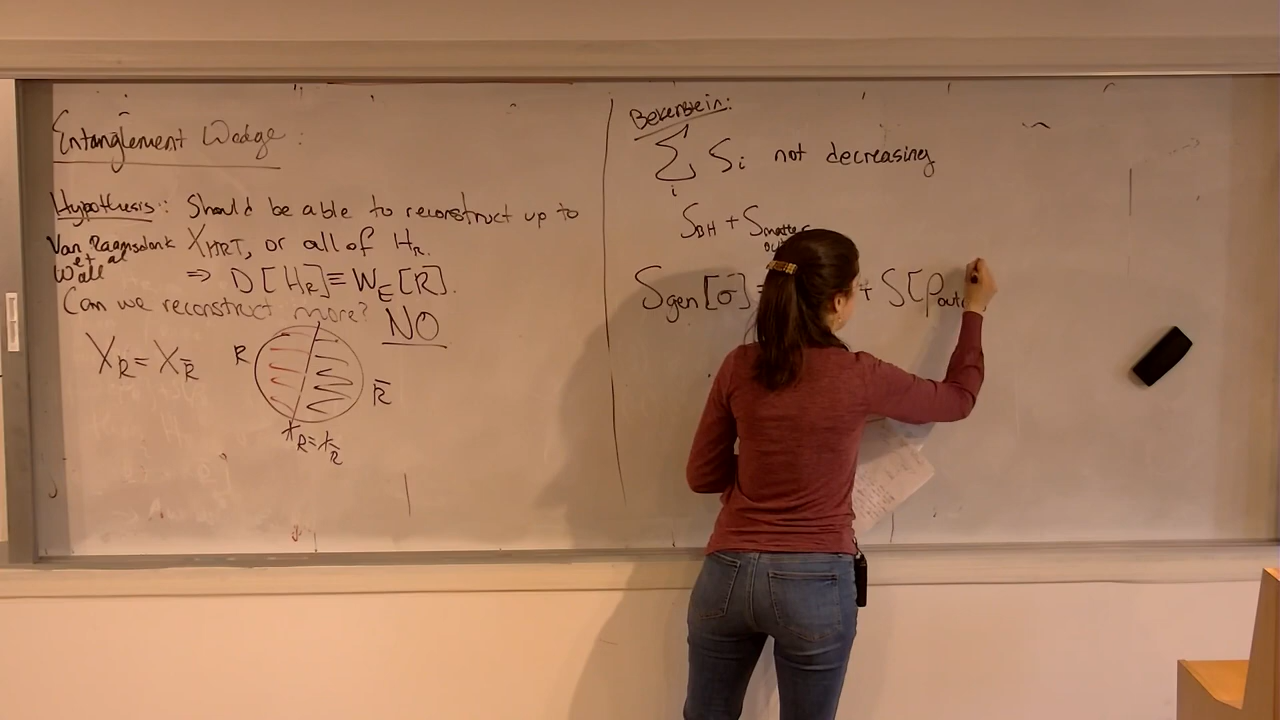 Entanglement Wedge:
Hypothesis: Should be able to reconstruct up to
Van Raamsdonk et al Wall X_HRT, or all of H_R.
⇒ D[H_R] ≡ W_E[R].
Can we reconstruct more? NO
X_R = X_R̄
R
R̄
X_R = X_R̄
Bekenstein:
∑_i S_i not decreasing
S_BH + S_matter
S_gen[σ] = + S[ρ_out